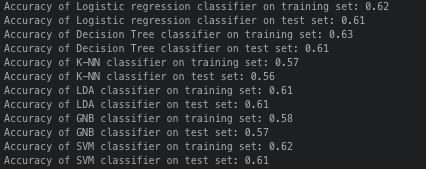 Accuracy of Logistic regression classifier on training set: 0.62
Accuracy of Logistic regression classifier on test set: 0.61
Accuracy of Decision Tree classifier on training set: 0.63
Accuracy of Decision Tree classifier on test set: 0.61
Accuracy of K-NN classifier on training set: 0.57
Accuracy of K-NN classifier on test set: 0.56
Accuracy of LDA classifier on training set: 0.61
Accuracy of LDA classifier on test set: 0.61
Accuracy of GNB classifier on training set: 0.58
Accuracy of GNB classifier on test set: 0.57
Accuracy of SVM classifier on training set: 0.62
Accuracy of SVM classifier on test set: 0.61